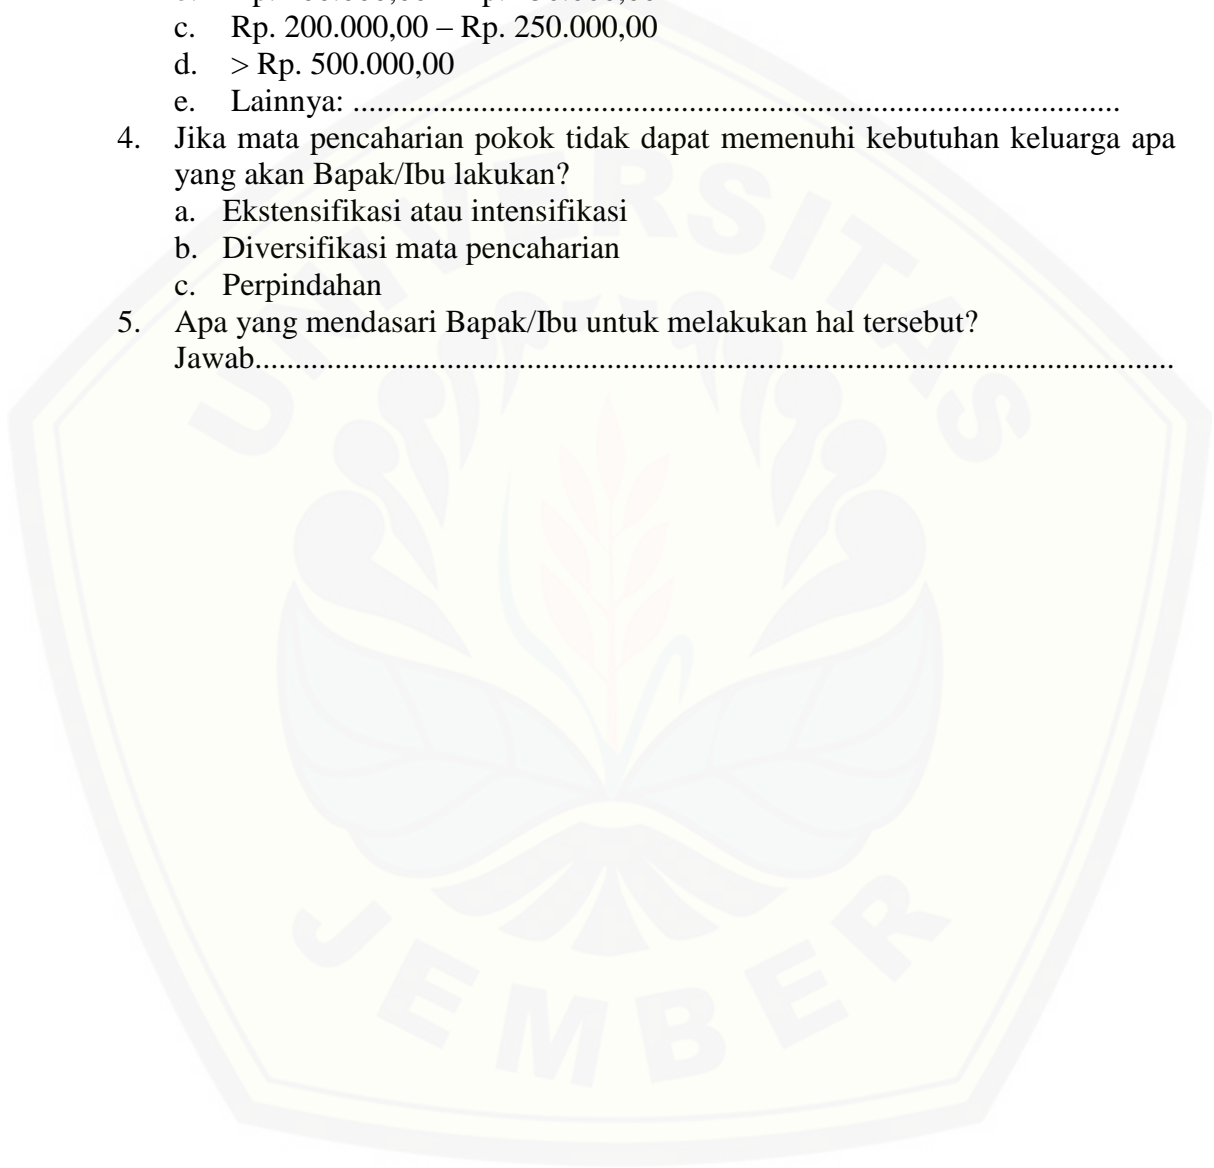 c. Rp. 200.000,00 – Rp. 250.000,00
d. > Rp. 500.000,00
e. Lainnya: ................................................................................................
4. Jika mata pencaharian pokok tidak dapat memenuhi kebutuhan keluarga apa
yang akan Bapak/Ibu lakukan?
a. Ekstensifikasi atau intensifikasi
b. Diversifikasi mata pencaharian
c. Perpindahan
5. Apa yang mendasari Bapak/Ibu untuk melakukan hal tersebut?
Jawab...................................................................................................................
UNIVERSITAS
JEMBER